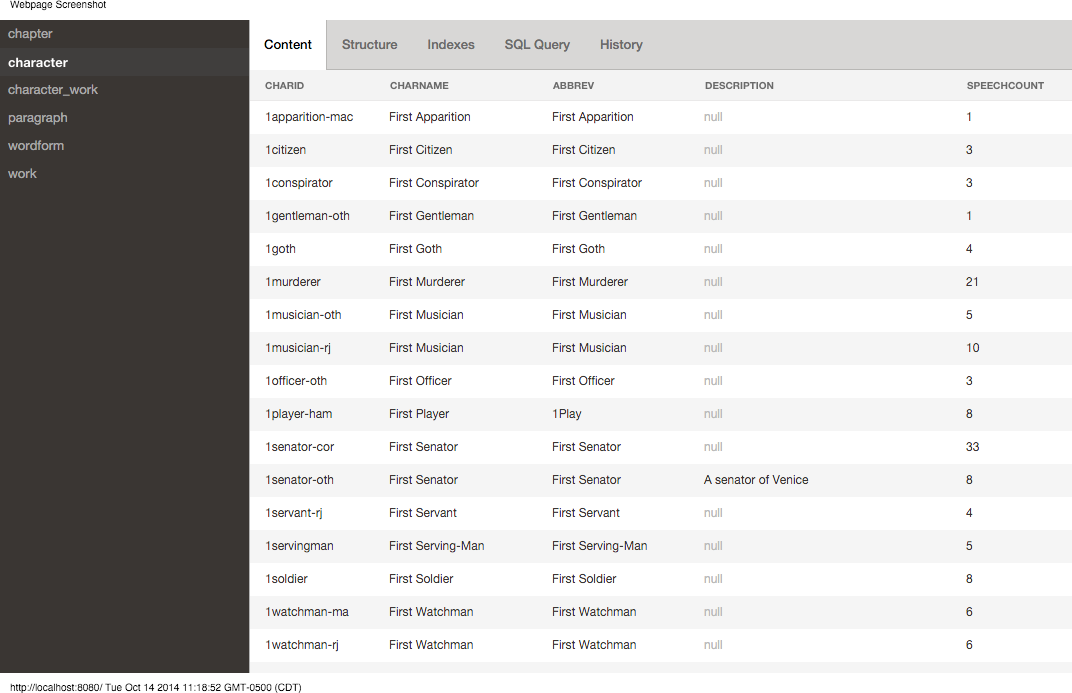 Webpage Screenshot
chapter
character
character_work
paragraph
wordform
work
Content Structure Indexes SQL Query History
CHARID CHARNAME ABBREV DESCRIPTION SPEECHCOUNT
1apparition-mac First Apparition First Apparition null 1
1citizen First Citizen First Citizen null 3
1conspirator First Conspirator First Conspirator null 3
1gentleman-oth First Gentleman First Gentleman null 1
1goth First Goth First Goth null 4
1murderer First Murderer First Murderer null 21
1musician-oth First Musician First Musician null 5
1musician-rj First Musician First Musician null 10
1officer-oth First Officer First Officer null 3
1player-ham First Player 1Play null 8
1senator-cor First Senator First Senator null 33
1senator-oth First Senator First Senator A senator of Venice 8
1servant-rj First Servant First Servant null 4
1servingman First Serving-Man First Serving-Man null 5
1soldier First Soldier First Soldier null 8
1watchman-ma First Watchman First Watchman null 6
1watchman-rj First Watchman First Watchman null 6
http://localhost:8080/ Tue Oct 14 2014 11:18:52 GMT-0500 (CDT)